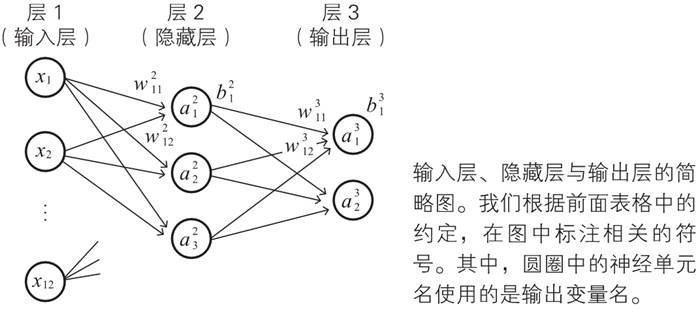 层 1 层 2 层 3
（输入层） （隐藏层） （输出层）
x₁
x₂
⋮
x₁₂
w²₁₁
w²₁₂
a²₁
b²₁
a²₂
a²₃
w³₁₁
w³₁₂
a³₁
b³₁
a³₂
输入层、隐藏层与输出层的简
略图。我们根据前面表格中的
约定，在图中标注相关的符
号。其中，圆圈中的神经单元
名使用的是输出变量名。